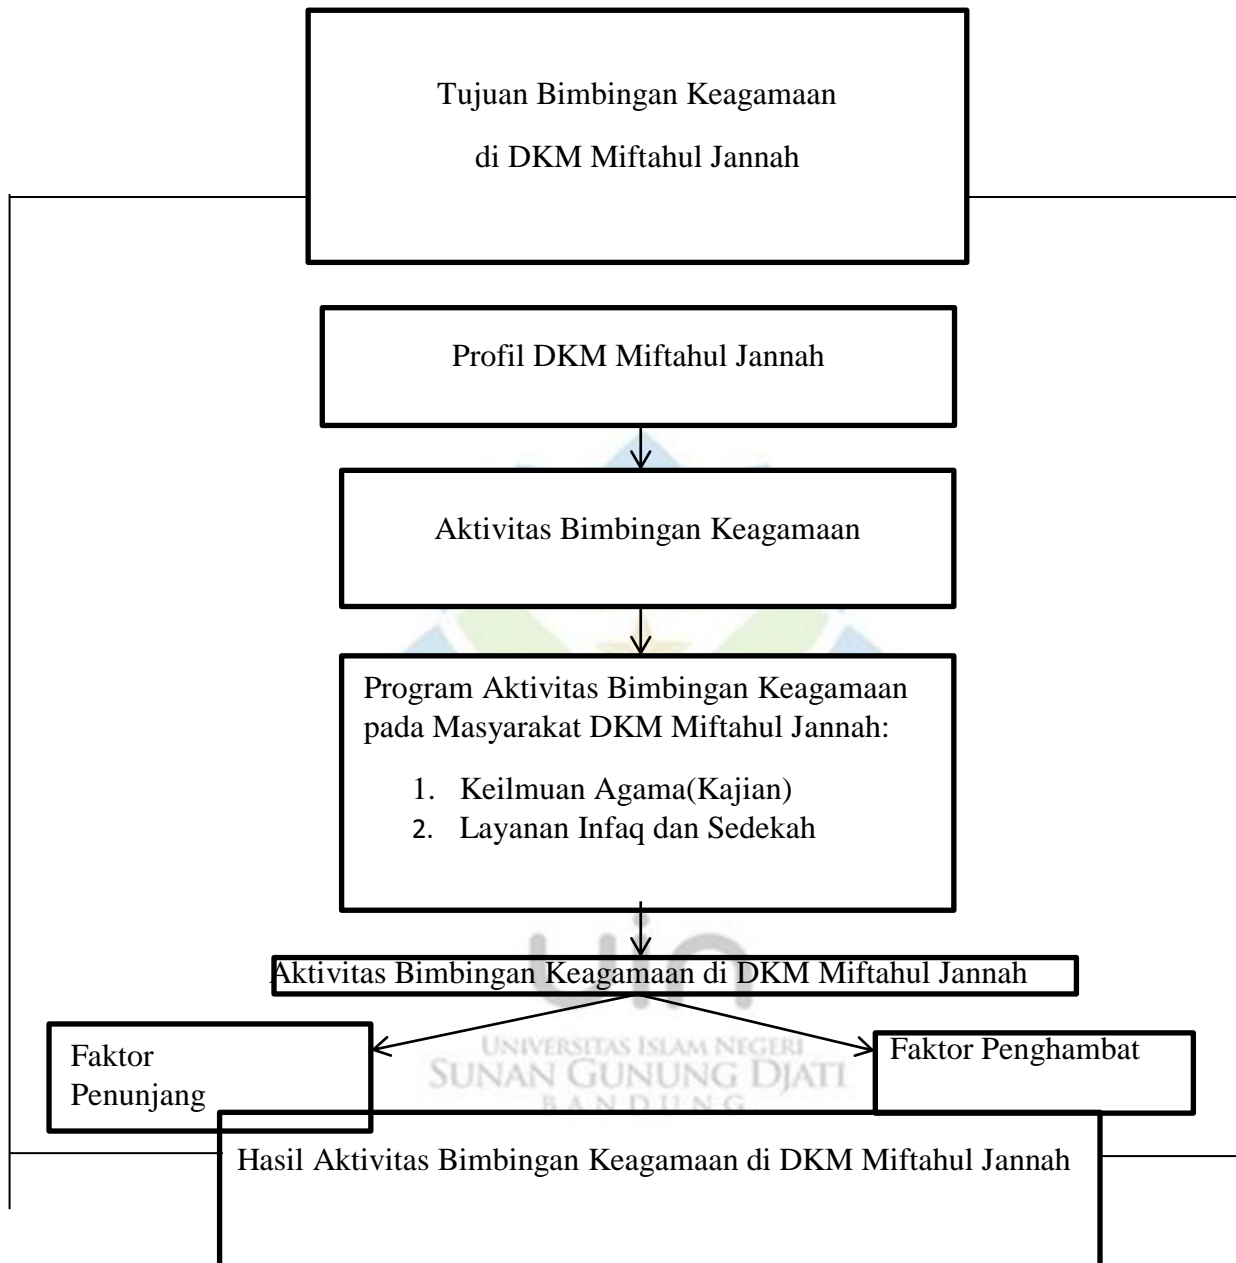 Tujuan Bimbingan Keagamaan
di DKM Miftahul Jannah
Profil DKM Miftahul Jannah
Aktivitas Bimbingan Keagamaan
Program Aktivitas Bimbingan Keagamaan
pada Masyarakat DKM Miftahul Jannah:
1. Keilmuan Agama(Kajian)
2. Layanan Infaq dan Sedekah
uin
Aktivitas Bimbingan Keagamaan di DKM Miftahul Jannah
Faktor
Penunjang
UNIVERSITAS ISLAM NEGERI
SUNAN GUNUNG DJATI
BANDUNG
Faktor Penghambat
Hasil Aktivitas Bimbingan Keagamaan di DKM Miftahul Jannah